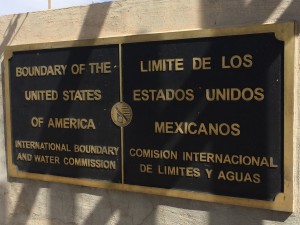 BOUNDARY OF THE
UNITED STATES
OF AMERICA
INTERNATIONAL BOUNDARY
AND WATER COMMISSION
LIMITE DE LOS
ESTADOS UNIDOS
MEXICANOS
COMISION INTERNACIONAL
DE LIMITES Y AGUAS